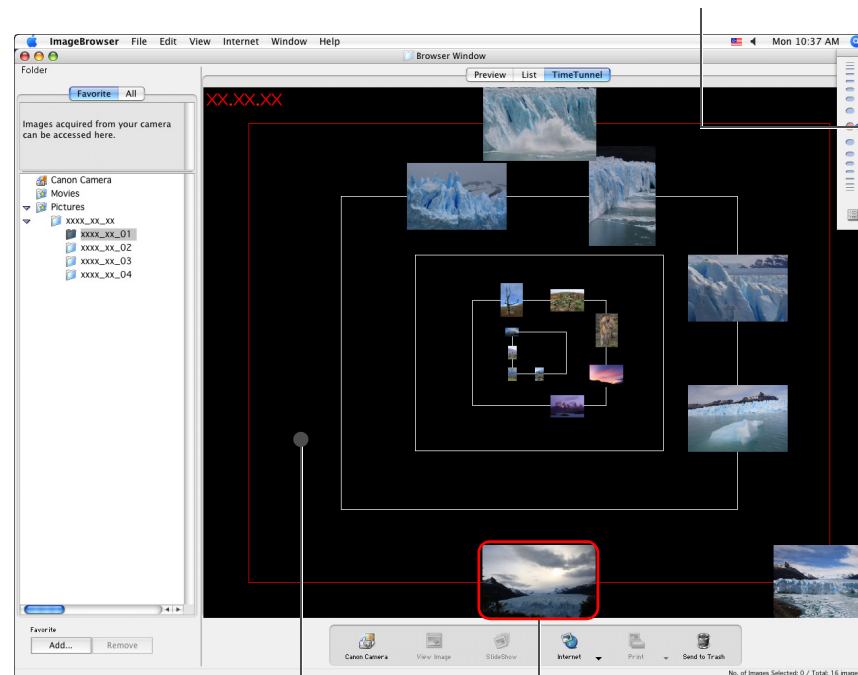 ImageBrowser File Edit View Internet Window Help Mon 10:37 AM
Browser Window
Folder
Preview List TimeTunnel
Favorite All
XX.XX.XX
Images acquired from your camera
can be accessed here.
Canon Camera
Movies
Pictures
xxxx_xx_xx
xxxx_xx_01
xxxx_xx_02
xxxx_xx_03
xxxx_xx_04
Favorite
Add... Remove
Canon Camera View Image SlideShow Internet Print Send to Trash
No. of Images Selected: 0 / Total: 16 image